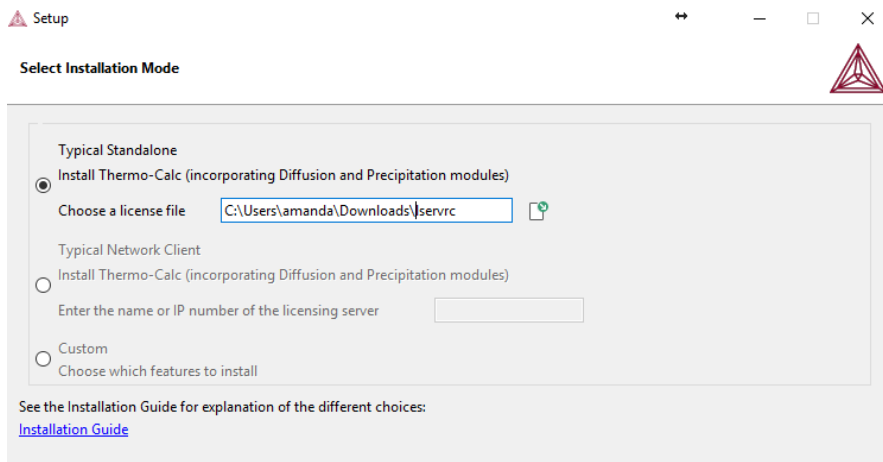 Setup
Select Installation Mode
Typical Standalone
Install Thermo-Calc (incorporating Diffusion and Precipitation modules)
Choose a license file C:\Users\amanda\Downloads\lservrc
Typical Network Client
Install Thermo-Calc (incorporating Diffusion and Precipitation modules)
Enter the name or IP number of the licensing server
Custom
Choose which features to install
See the Installation Guide for explanation of the different choices:
Installation Guide